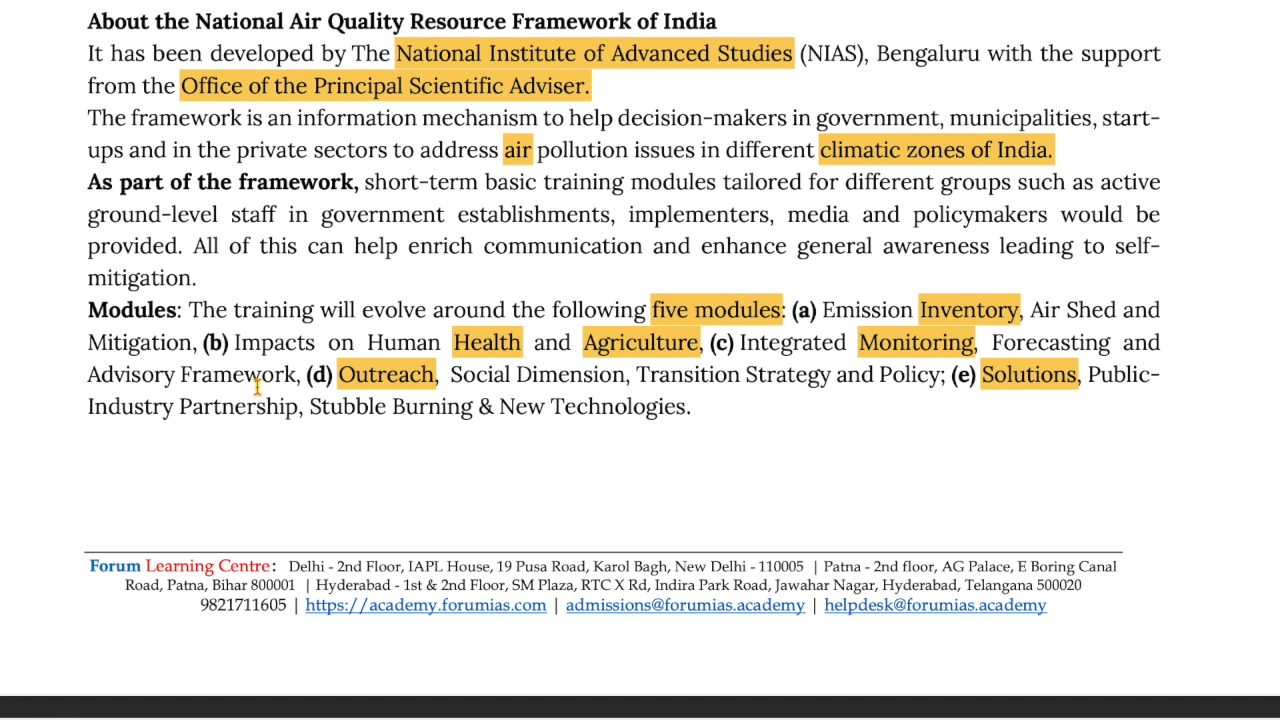 About the National Air Quality Resource Framework of India
It has been developed by The National Institute of Advanced Studies (NIAS), Bengaluru with the support
from the Office of the Principal Scientific Adviser.
The framework is an information mechanism to help decision-makers in government, municipalities, start-
ups and in the private sectors to address air pollution issues in different climatic zones of India.
As part of the framework, short-term basic training modules tailored for different groups such as active
ground-level staff in government establishments, implementers, media and policymakers would be
provided. All of this can help enrich communication and enhance general awareness leading to self-
mitigation.
Modules: The training will evolve around the following five modules: (a) Emission Inventory, Air Shed and
Mitigation, (b) Impacts on Human Health and Agriculture, (c) Integrated Monitoring, Forecasting and
Advisory Framework, (d) Outreach, Social Dimension, Transition Strategy and Policy; (e) Solutions, Public-
Industry Partnership, Stubble Burning & New Technologies.
Forum Learning Centre: Delhi - 2nd Floor, IAPL House, 19 Pusa Road, Karol Bagh, New Delhi - 110005 | Patna - 2nd floor, AG Palace, E Boring Canal
Road, Patna, Bihar 800001 | Hyderabad - 1st & 2nd Floor, SM Plaza, RTC X Rd, Indira Park Road, Jawahar Nagar, Hyderabad, Telangana 500020
9821711605 | https://academy.forumias.com | admissions@forumias.academy | helpdesk@forumias.academy